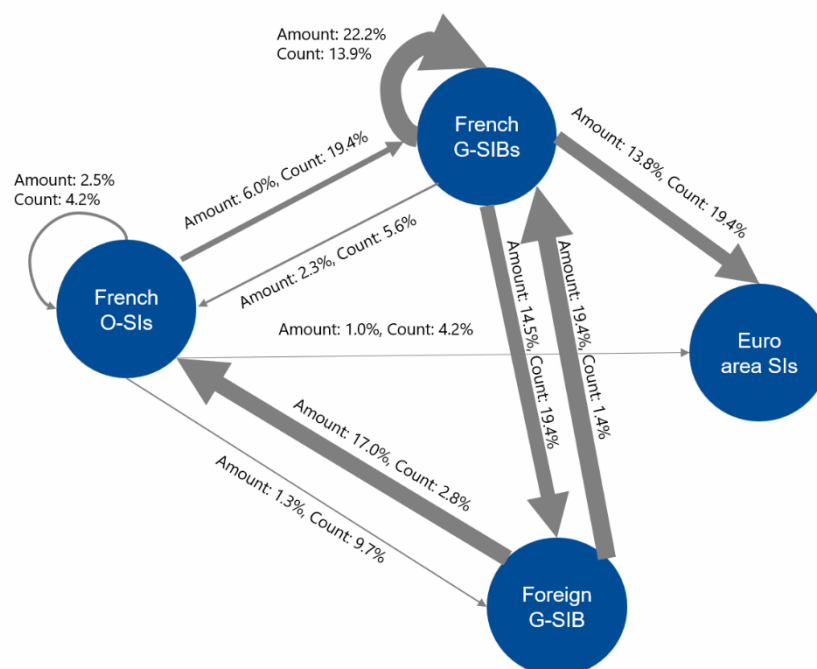 Amount: 22.2%
Count: 13.9%
French
G-SIBs
Amount: 13.8%, Count: 19.4%
Amount: 6.0%, Count: 19.4%
Amount: 2.5%
Count: 4.2%
Amount: 2.3%, Count: 5.6%
French
O-SIs
Amount: 14.5%, Count: 19.4%
Amount: 19.4%, Count: 1.4%
Amount: 1.0%, Count: 4.2%
Euro
area SIs
Amount: 17.0%, Count: 2.8%
Amount: 1.3%, Count: 9.7%
Foreign
G-SIB